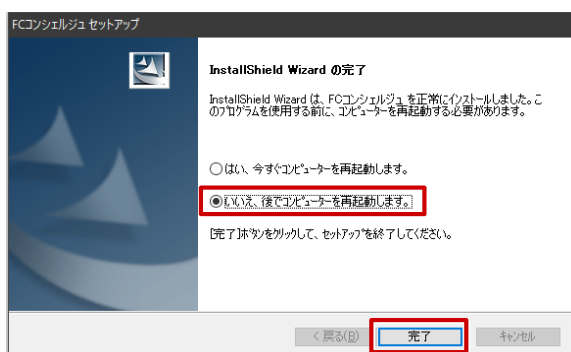 FCコンシェルジュ セットアップ
InstallShield Wizard の完了
InstallShield Wizard は、FCコンシェルジュ を正常にインストールしました。こ
のプログラムを使用する前に、コンピューターを再起動する必要があります。
はい、今すぐコンピューターを再起動します。
いいえ、後でコンピューターを再起動します。
[完了]ボタンをクリックして、セットアップを終了してください。
< 戻る(B)
完了
キャンセル